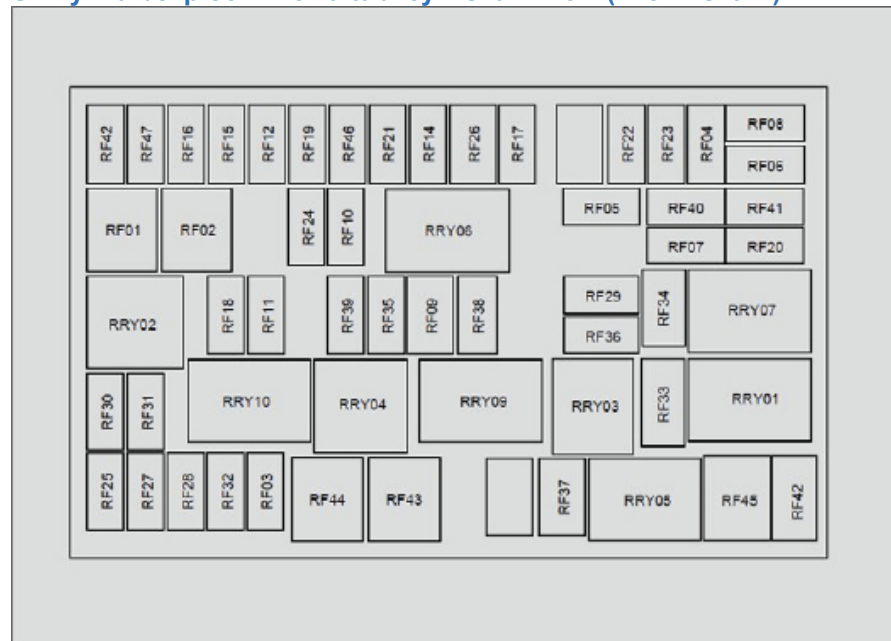 RF42 RF47 RF16 RF15 RF12 RF19 RF46 RF21 RF14 RF26 RF17 RF22 RF23 RF04 RF08
RF06
RF01 RF02 RF24 RF10 RRY06 RF05 RF40 RF41
RF07 RF20
RRY02 RF18 RF11 RF39 RF35 RF09 RF38 RF29 RF34 RRY07
RF36
RF30 RF31 RRY10 RRY04 RRY09 RRY03 RF33 RRY01
RF25 RF27 RF28 RF32 RF03 RF44 RF43 RF37 RRY05 RF45 RF42